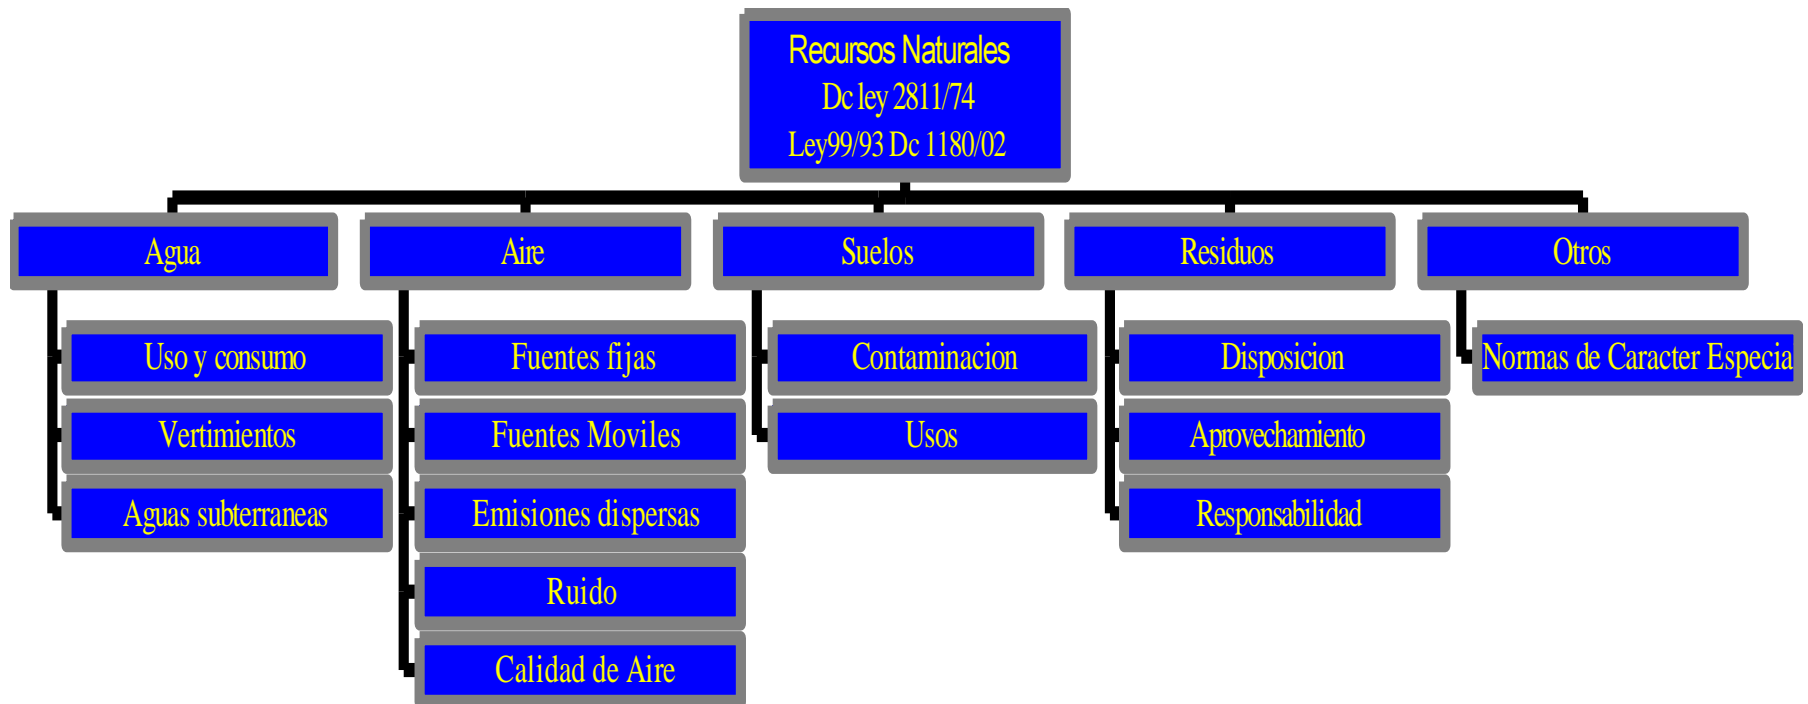 Recursos Naturales
Dc ley 2811/74
Ley99/93 Dc 1180/02
Agua
Aire
Suelos
Residuos
Otros
Uso y consumo
Vertimientos
Aguas subterraneas
Fuentes fijas
Fuentes Moviles
Emisiones dispersas
Ruido
Calidad de Aire
Contaminacion
Usos
Disposicion
Aprovechamiento
Responsabilidad
Normas de Caracter Especia